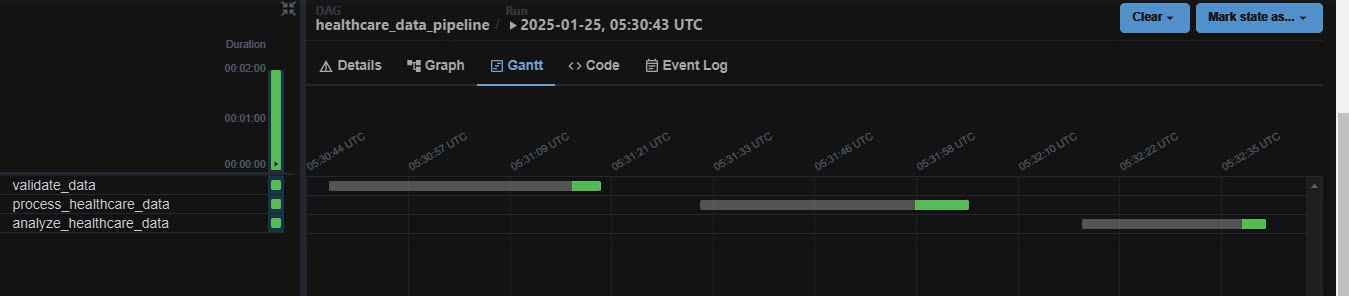 DAG
Run
healthcare_data_pipeline / ▸ 2025-01-25, 05:30:43 UTC
Clear
Mark state as...
Details
Graph
Gantt
Code
Event Log
Duration
00:02:00
00:01:00
00:00:00
05:30:44 UTC
05:30:57 UTC
05:31:09 UTC
05:31:21 UTC
05:31:33 UTC
05:31:46 UTC
05:31:58 UTC
05:32:10 UTC
05:32:22 UTC
05:32:35 UTC
validate_data
process_healthcare_data
analyze_healthcare_data